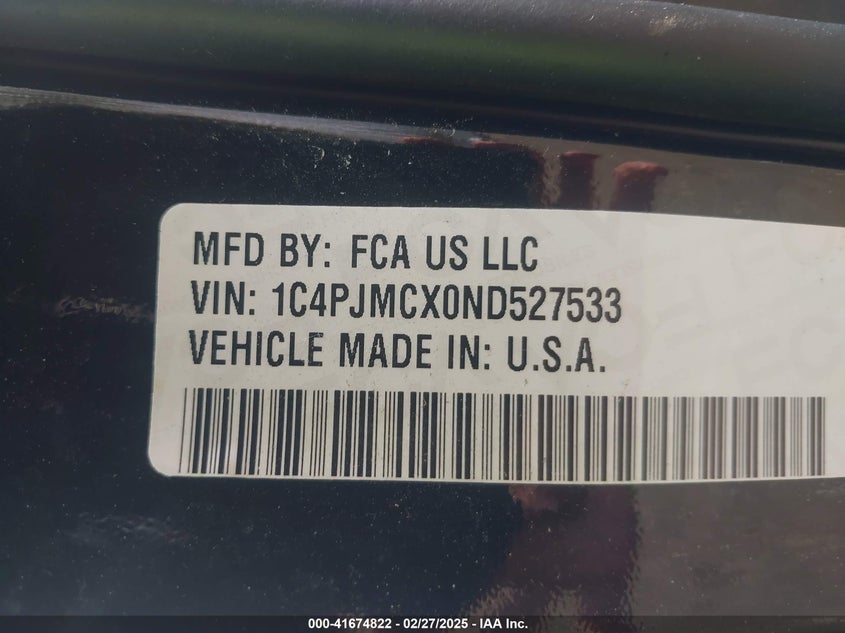 MFD BY: FCA US LLC
VIN: 1C4PJMCX0ND527533
VEHICLE MADE IN: U.S.A.
000-41674822 - 02/27/2025 - IAA Inc.